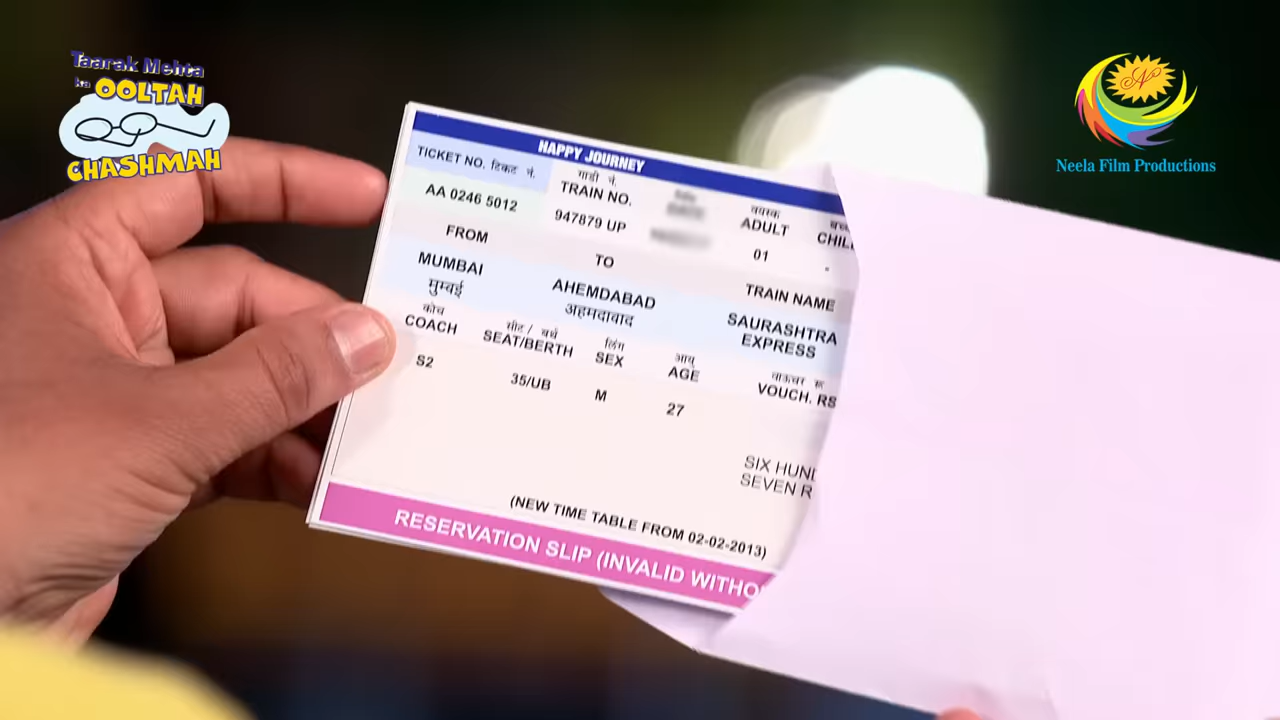 Taarak Mehta
ka OOLTAH
CHASHMAH
Neela Film Productions
HAPPY JOURNEY
TICKET NO. टिकट नं.
गाडी नं.
TRAIN NO.
वयस्क
ADULT
CHIL
AA 0246 5012
947879 UP
01
-
FROM
TO
TRAIN NAME
MUMBAI
मुम्बई
AHEMDABAD
अहमदावाद
SAURASHTRA
EXPRESS
कोच
COACH
सीट / बर्थ
SEAT/BERTH
लिंग
SEX
आयु
AGE
वाऊचर रू
VOUCH. RS
S2
35/UB
M
27
SIX HUND
SEVEN R
(NEW TIME TABLE FROM 02-02-2013)
RESERVATION SLIP (INVALID WITHO